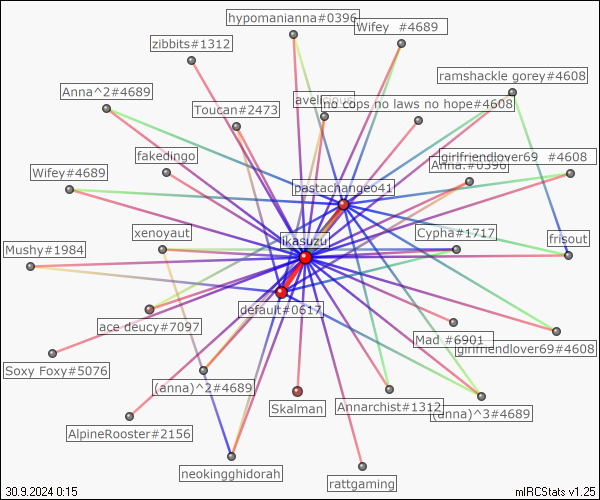 hypomanianna#0396
Wifey  #4689
zibbits#1312
ramshackle gorey#4608
Anna^2#4689
no cops no laws no hope#4608
Toucan#2473
fakedingo
girlfriendlover69  #4608
Wifey#4689
pastachangeo41
xenoyaut
Cypha#1717
ikasuzu
frisout
Mushy#1984
default#0617
ace deucy#7097
Mad #6901
girlfriendlover69#4608
Soxy Foxy#5076
(anna)^2#4689
Skalman
Annarchist#1312
(anna)^3#4689
AlpineRooster#2156
neokingghidorah
rattgaming
30.9.2024 0:15
mIRCStats v1.25